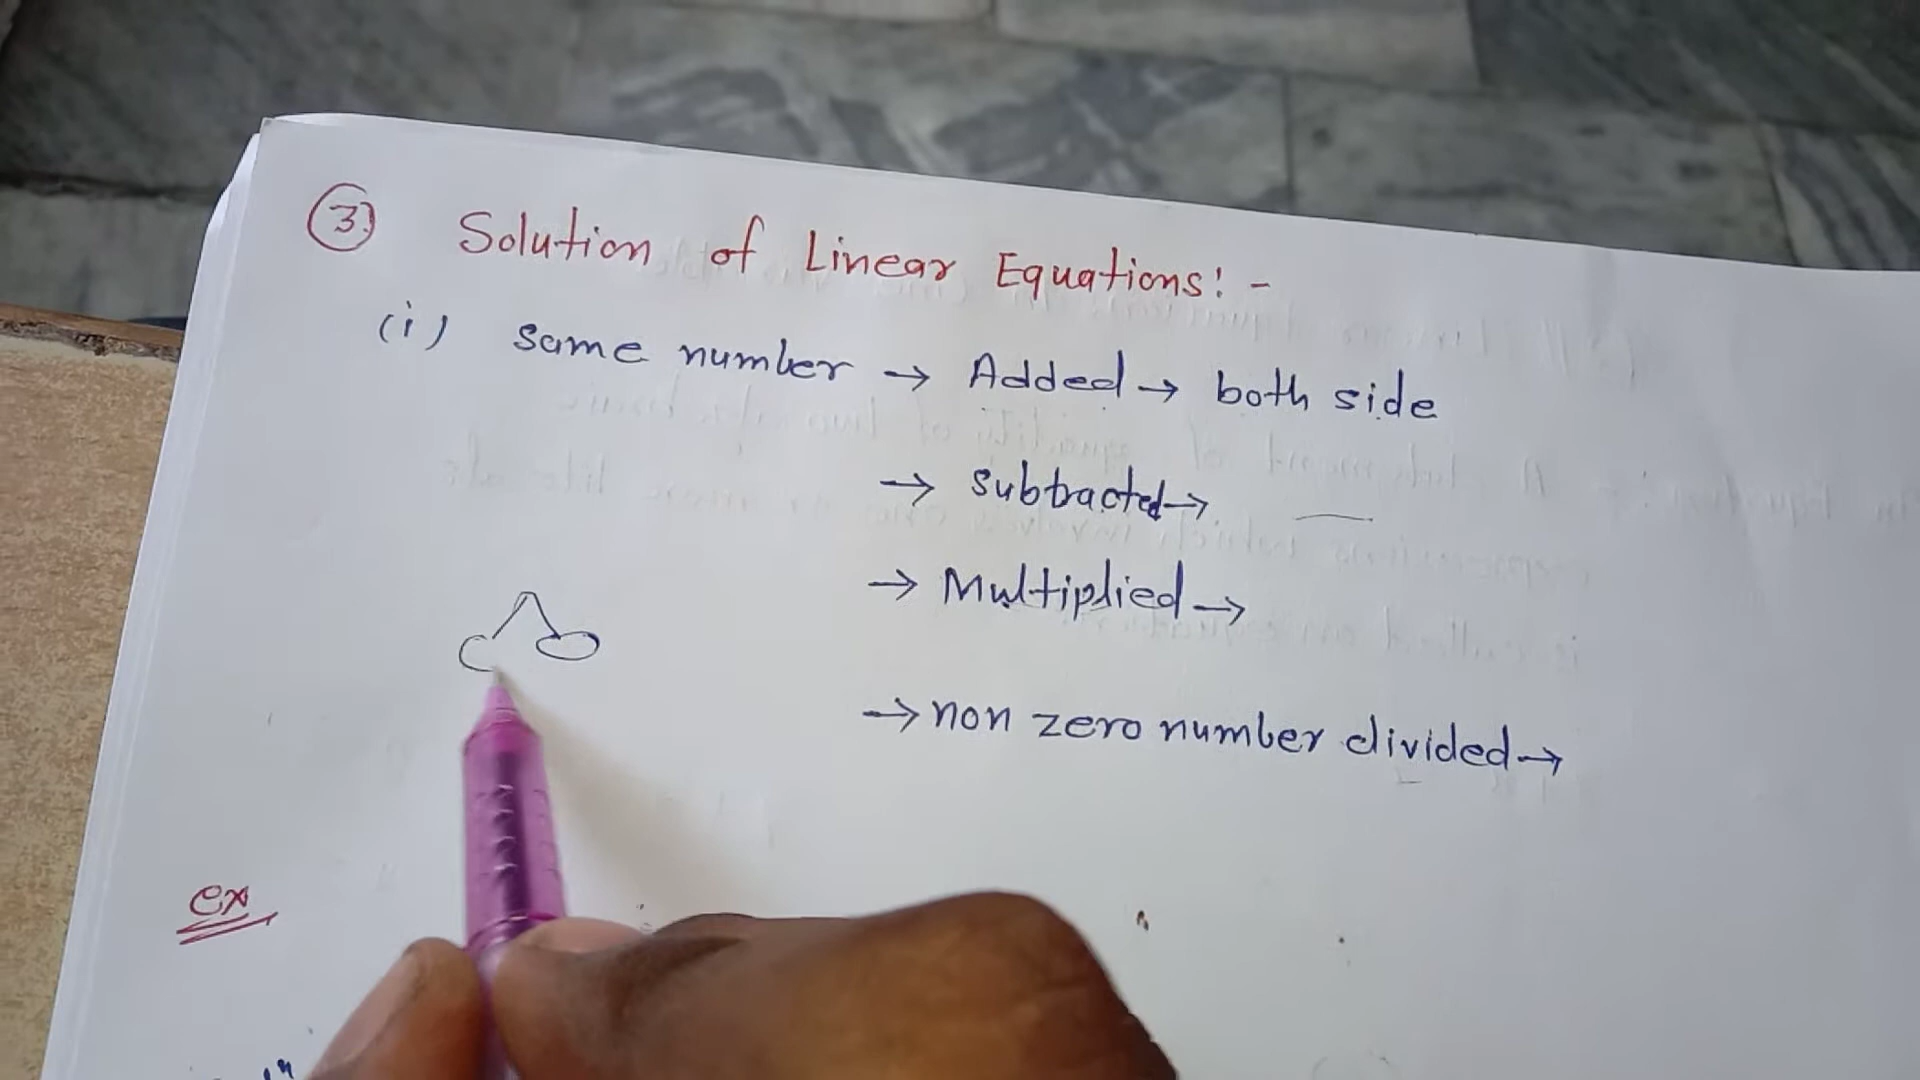 3. Solution of Linear Equations:-
(i) same number → Added → both side
→ subtracted →
→ Multiplied →
→ non zero number divided →
ex